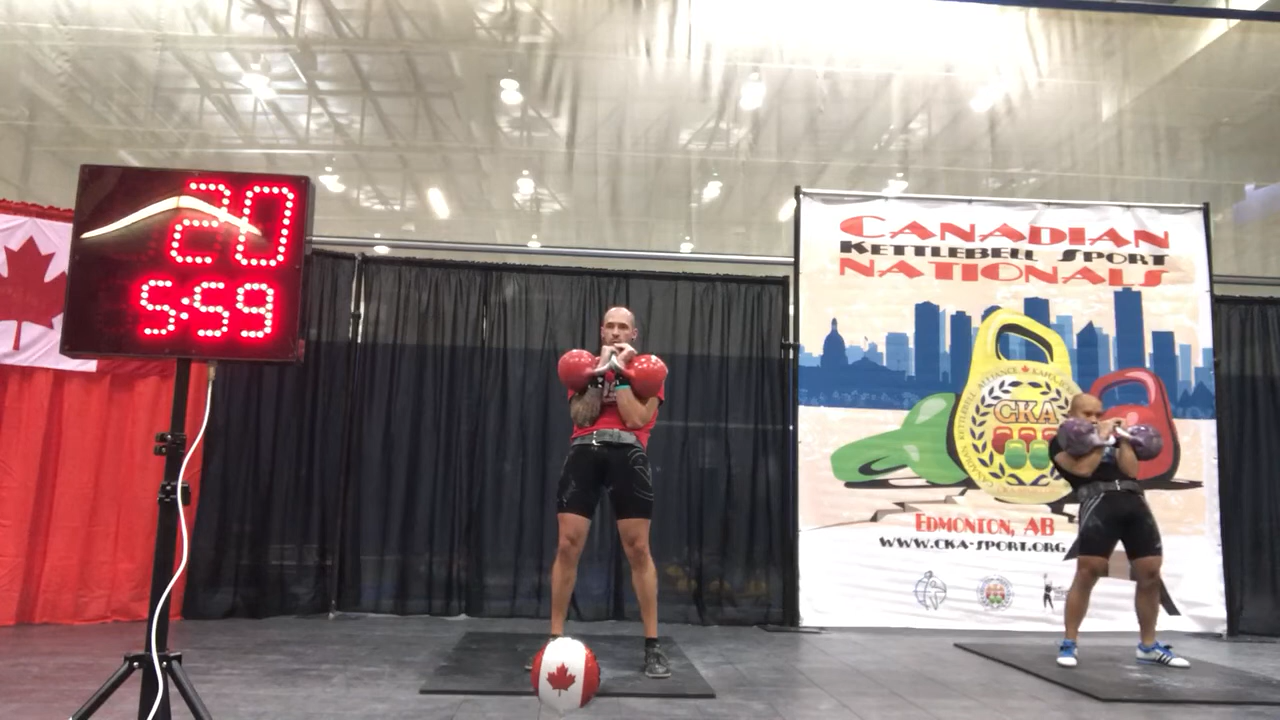 20
5:59
CANADIAN
KETTLEBELL SPORT
NATIONALS
CKA
EDMONTON, AB
WWW.CKA-SPORT.ORG